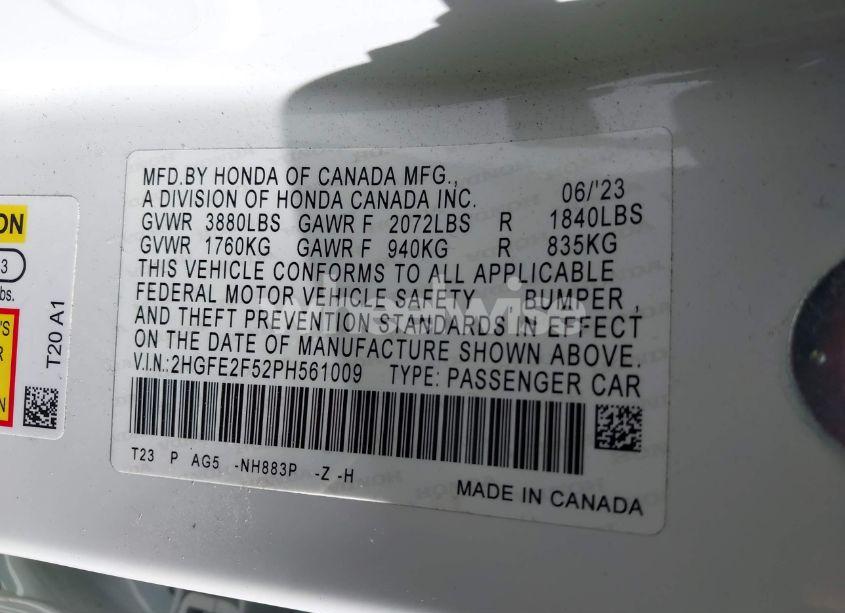 MFD.BY HONDA OF CANADA MFG.,
A DIVISION OF HONDA CANADA INC. 06/'23
GVWR 3880LBS GAWR F 2072LBS R 1840LBS
GVWR 1760KG GAWR F 940KG R 835KG
THIS VEHICLE CONFORMS TO ALL APPLICABLE
FEDERAL MOTOR VEHICLE SAFETY , BUMPER ,
AND THEFT PREVENTION STANDARDS IN EFFECT
ON THE DATE OF MANUFACTURE SHOWN ABOVE.
V.I.N.:2HGFE2F52PH561009 TYPE: PASSENGER CAR
T23 P AG5 -NH883P -Z -H
MADE IN CANADA
ON
3
bs.
'S
R
N
T20 A1